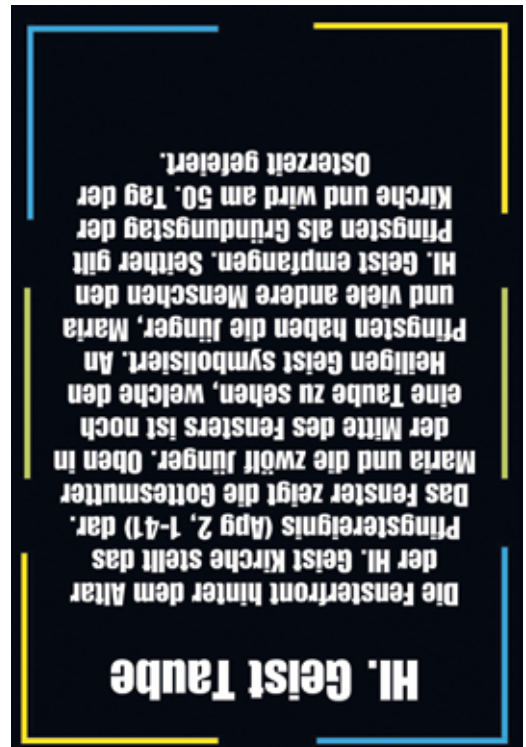 Hl. Geist Taube
Die Fensterfront hinter dem Altar
der Hl. Geist Kirche stellt das
Pfingstereignis (Apg 2, 1-41) dar.
Das Fenster zeigt die Gottesmutter
Maria und die zwölf Jünger. Oben in
der Mitte des Fensters ist noch
eine Taube zu sehen, welche den
Heiligen Geist symbolisiert. An
Pfingsten haben die Jünger, Maria
und viele andere Menschen den
Hl. Geist empfangen. Seither gilt
Pfingsten als Gründungstag der
Kirche und wird am 50. Tag der
Osterzeit gefeiert.